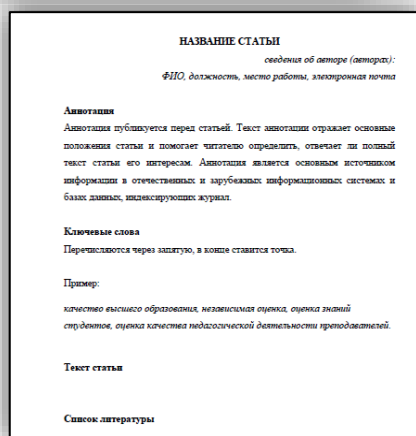 НАЗВАНИЕ СТАТЬИ
сведения об авторе (авторах):
ФИО, должность, место работы, электронная почта
Аннотация
Аннотация публикуется перед статьей. Текст аннотации отражает основные
положения статьи и помогает читателю определить, отвечает ли полный
текст статьи его интересам. Аннотация является основным источником
информации в отечественных и зарубежных информационных системах и
базах данных, индексирующих журнал.
Ключевые слова
Перечисляются через запятую, в конце ставится точка.
Пример:
качество высшего образования, независимая оценка, оценка знаний
студентов, оценка качества педагогической деятельности преподавателей.
Текст статьи
Список литературы